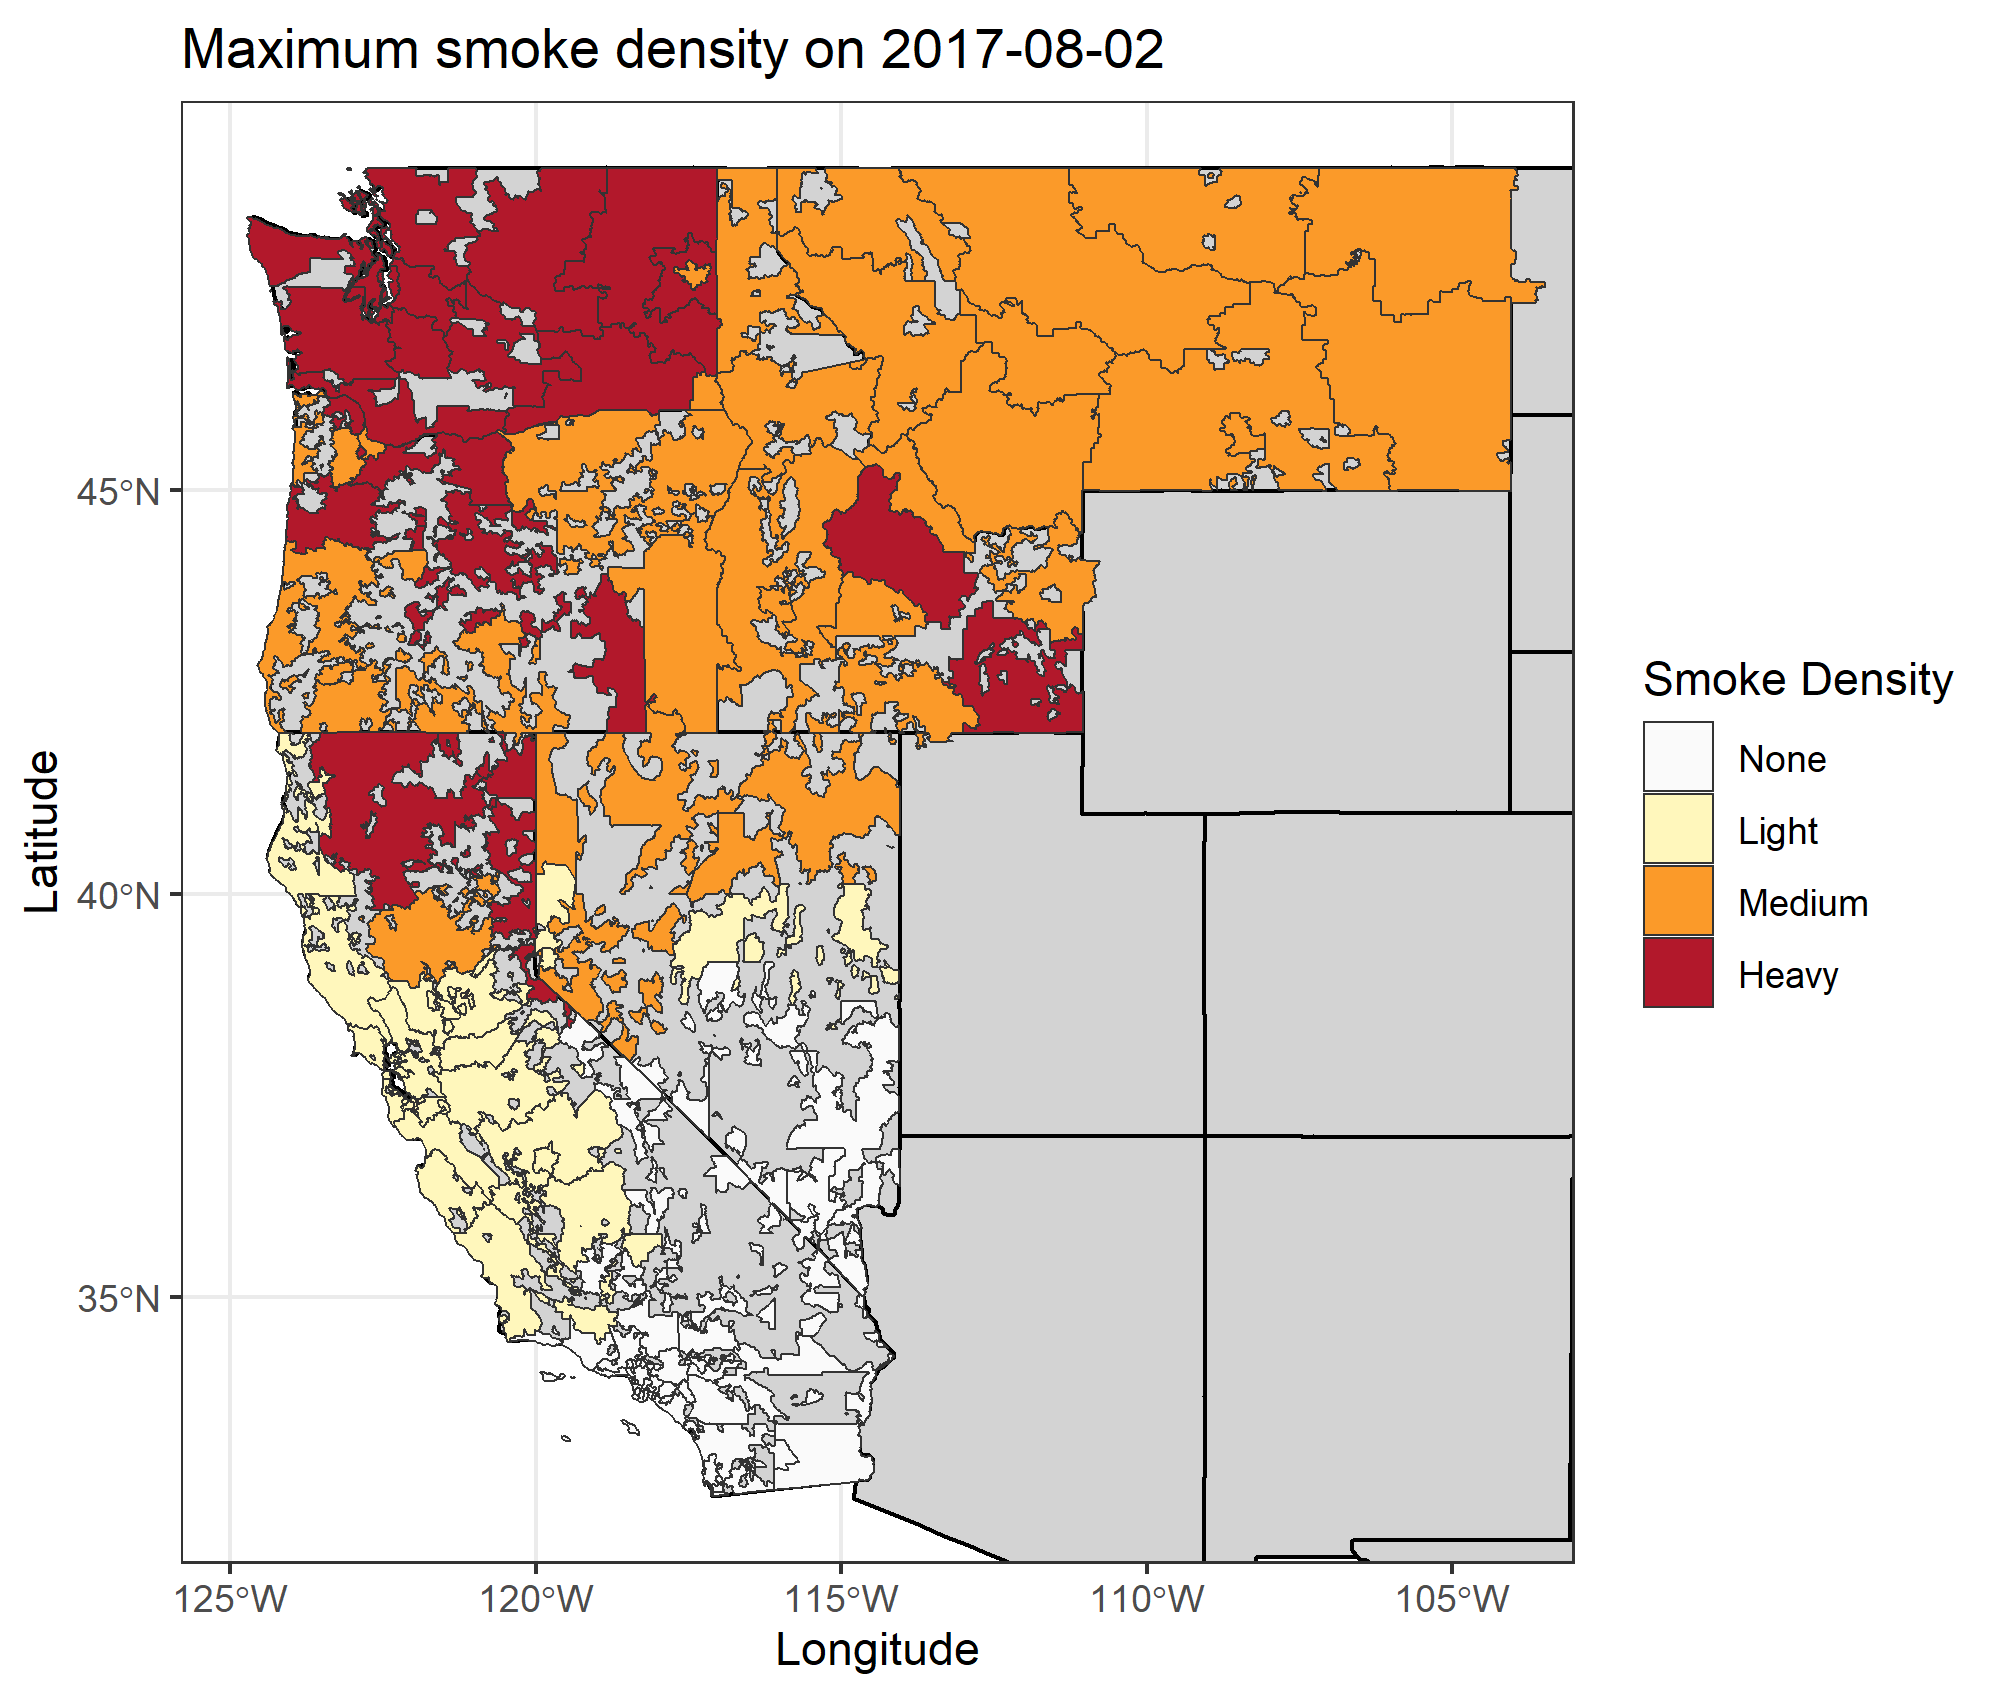 Maximum smoke density on 2017-08-02
45°N
40°N
35°N
Latitude
125°W 120°W 115°W 110°W 105°W
Longitude
Smoke Density
None
Light
Medium
Heavy